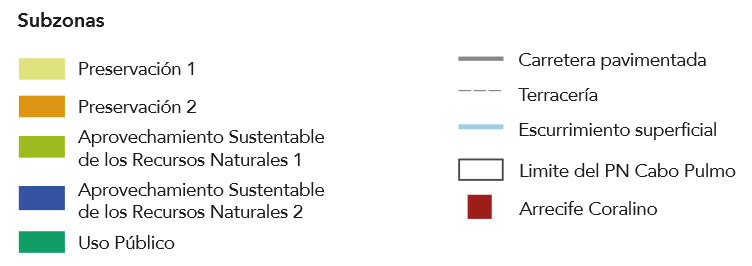 Subzonas
Preservación 1
Preservación 2
Aprovechamiento Sustentable
de los Recursos Naturales 1
Aprovechamiento Sustentable
de los Recursos Naturales 2
Uso Público
Carretera pavimentada
Terracería
Escurrimiento superficial
Limite del PN Cabo Pulmo
Arrecife Coralino